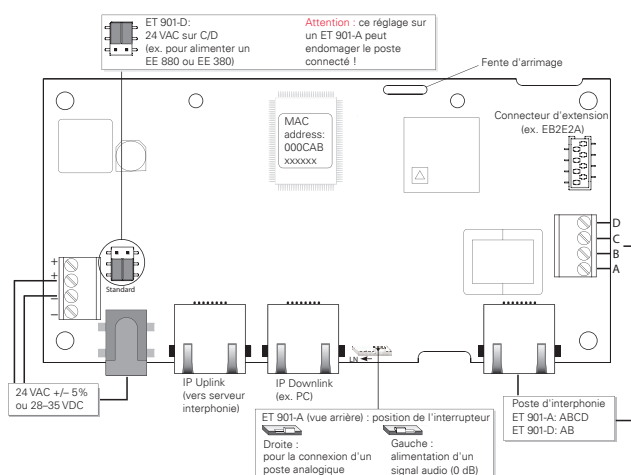 ET 901-D:
24 VAC sur C/D
(ex. pour alimenter un
EE 880 ou EE 380)
Attention : ce réglage sur
un ET 901-A peut
endomager le poste
connecté !
Fente d'arrimage
MAC
address:
000CAB
xxxxxx
Connecteur d'extension
(ex. EB2E2A)
D
C
B
A
+
+
–
–
Standard
24 VAC +/– 5%
ou 28–35 VDC
IP Uplink
(vers serveur
interphonie)
IP Downlink
(ex. PC)
LN
Poste d'interphonie
ET 901-A: ABCD
ET 901-D: AB
ET 901-A (vue arrière) : position de l'interrupteur
Droite :
pour la connexion d'un
poste analogique
Gauche :
alimentation d'un
signal audio (0 dB)